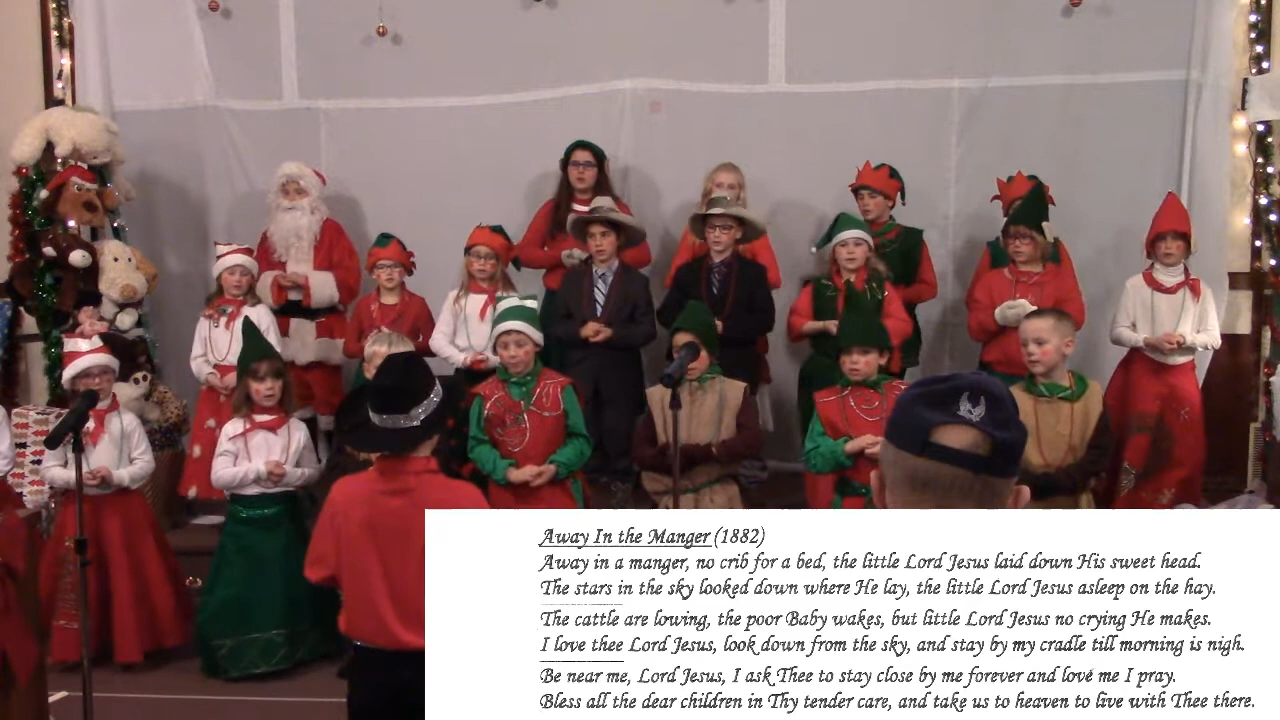 Away In the Manger (1882)
Away in a manger, no crib for a bed, the little Lord Jesus laid down His sweet head.
The stars in the sky looked down where He lay, the little Lord Jesus asleep on the hay.
The cattle are lowing, the poor Baby wakes, but little Lord Jesus no crying He makes.
I love thee Lord Jesus, look down from the sky, and stay by my cradle till morning is nigh.
Be near me, Lord Jesus, I ask Thee to stay close by me forever and love me I pray.
Bless all the dear children in Thy tender care, and take us to heaven to live with Thee there.